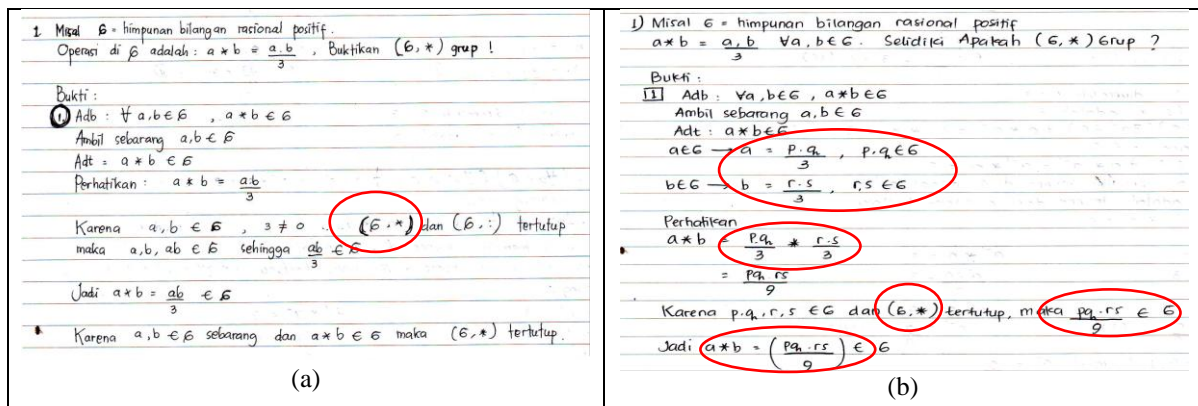 1 Misal G = himpunan bilangan rasional positif.
Operasi di G adalah : a * b = a.b/3 , Buktikan (G,*) grup !
Bukti :
1. Adb : ∀ a,b ∈ G , a * b ∈ G
Ambil sebarang a,b ∈ G
Adt = a * b ∈ G
Perhatikan : a * b = a.b/3
Karena a,b ∈ G , 3 ≠ 0 .. (G,*) dan (G,:) tertutup
maka a,b, ab ∈ G sehingga ab/3 ∈ G
Jadi a * b = ab/3 ∈ G
Karena a,b ∈ G sebarang dan a * b ∈ G maka (G,*) tertutup.
(a)
1) Misal G = himpunan bilangan rasional positif
a * b = a.b/3 ∀a,b ∈ G. Selidiki Apakah (G,*) Grup ?
Bukti :
1 Adb : ∀a,b ∈ G , a * b ∈ G
Ambil sebarang a,b ∈ G
Adt : a * b ∈ G
a ∈ G → a = p.q/3 , p.q ∈ G
b ∈ G → b = r.s/3 , r,s ∈ G
Perhatikan
a * b = p.q/3 * r.s/3
= pq rs/9
Karena p.q,r,s ∈ G dan (G,*) tertutup, maka pq.rs/9 ∈ G
Jadi a * b = (pq.rs/9) ∈ G
(b)